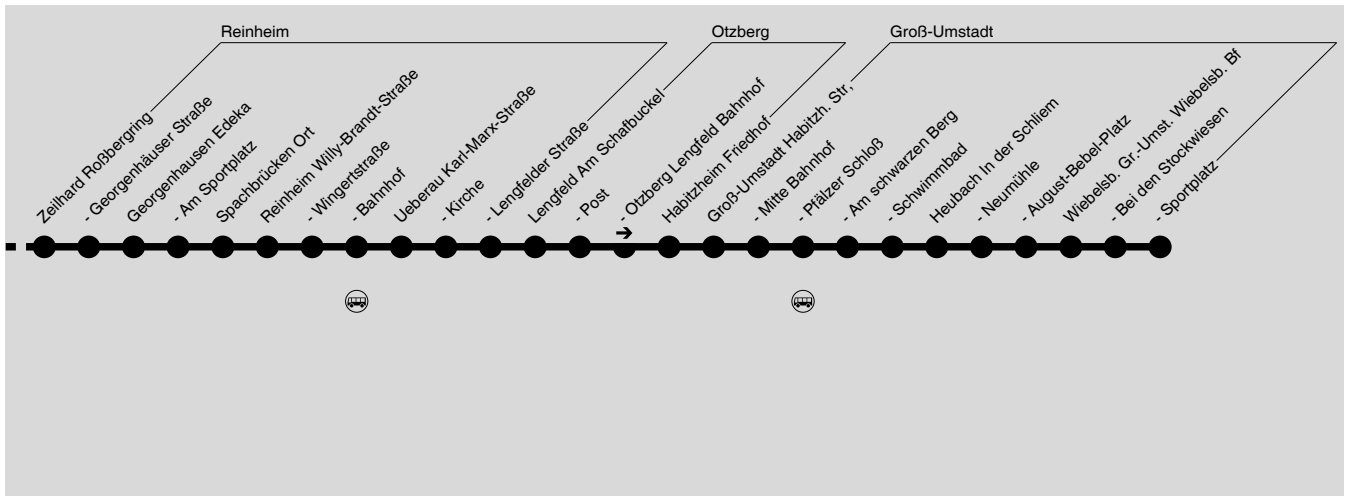 Reinheim
Otzberg
Groß-Umstadt
Zeilhard Roßbergring
- Georgenhäuser Straße
Georgenhausen Edeka
- Am Sportplatz
Spachbrücken Ort
Reinheim Willy-Brandt-Straße
- Wingertstraße
- Bahnhof
Ueberau Karl-Marx-Straße
- Kirche
- Lengfelder Straße
Lengfeld Am Schafbuckel
- Post
- Otzberg Lengfeld Bahnhof
Habitzheim Friedhof
Groß-Umstadt Habitzh. Str,
- Mitte Bahnhof
- Pfälzer Schloß
- Am schwarzen Berg
- Schwimmbad
Heubach In der Schliem
- Neumühle
- August-Bebel-Platz
Wiebelsb. Gr.-Umst. Wiebelsb. Bf
- Bei den Stockwiesen
- Sportplatz